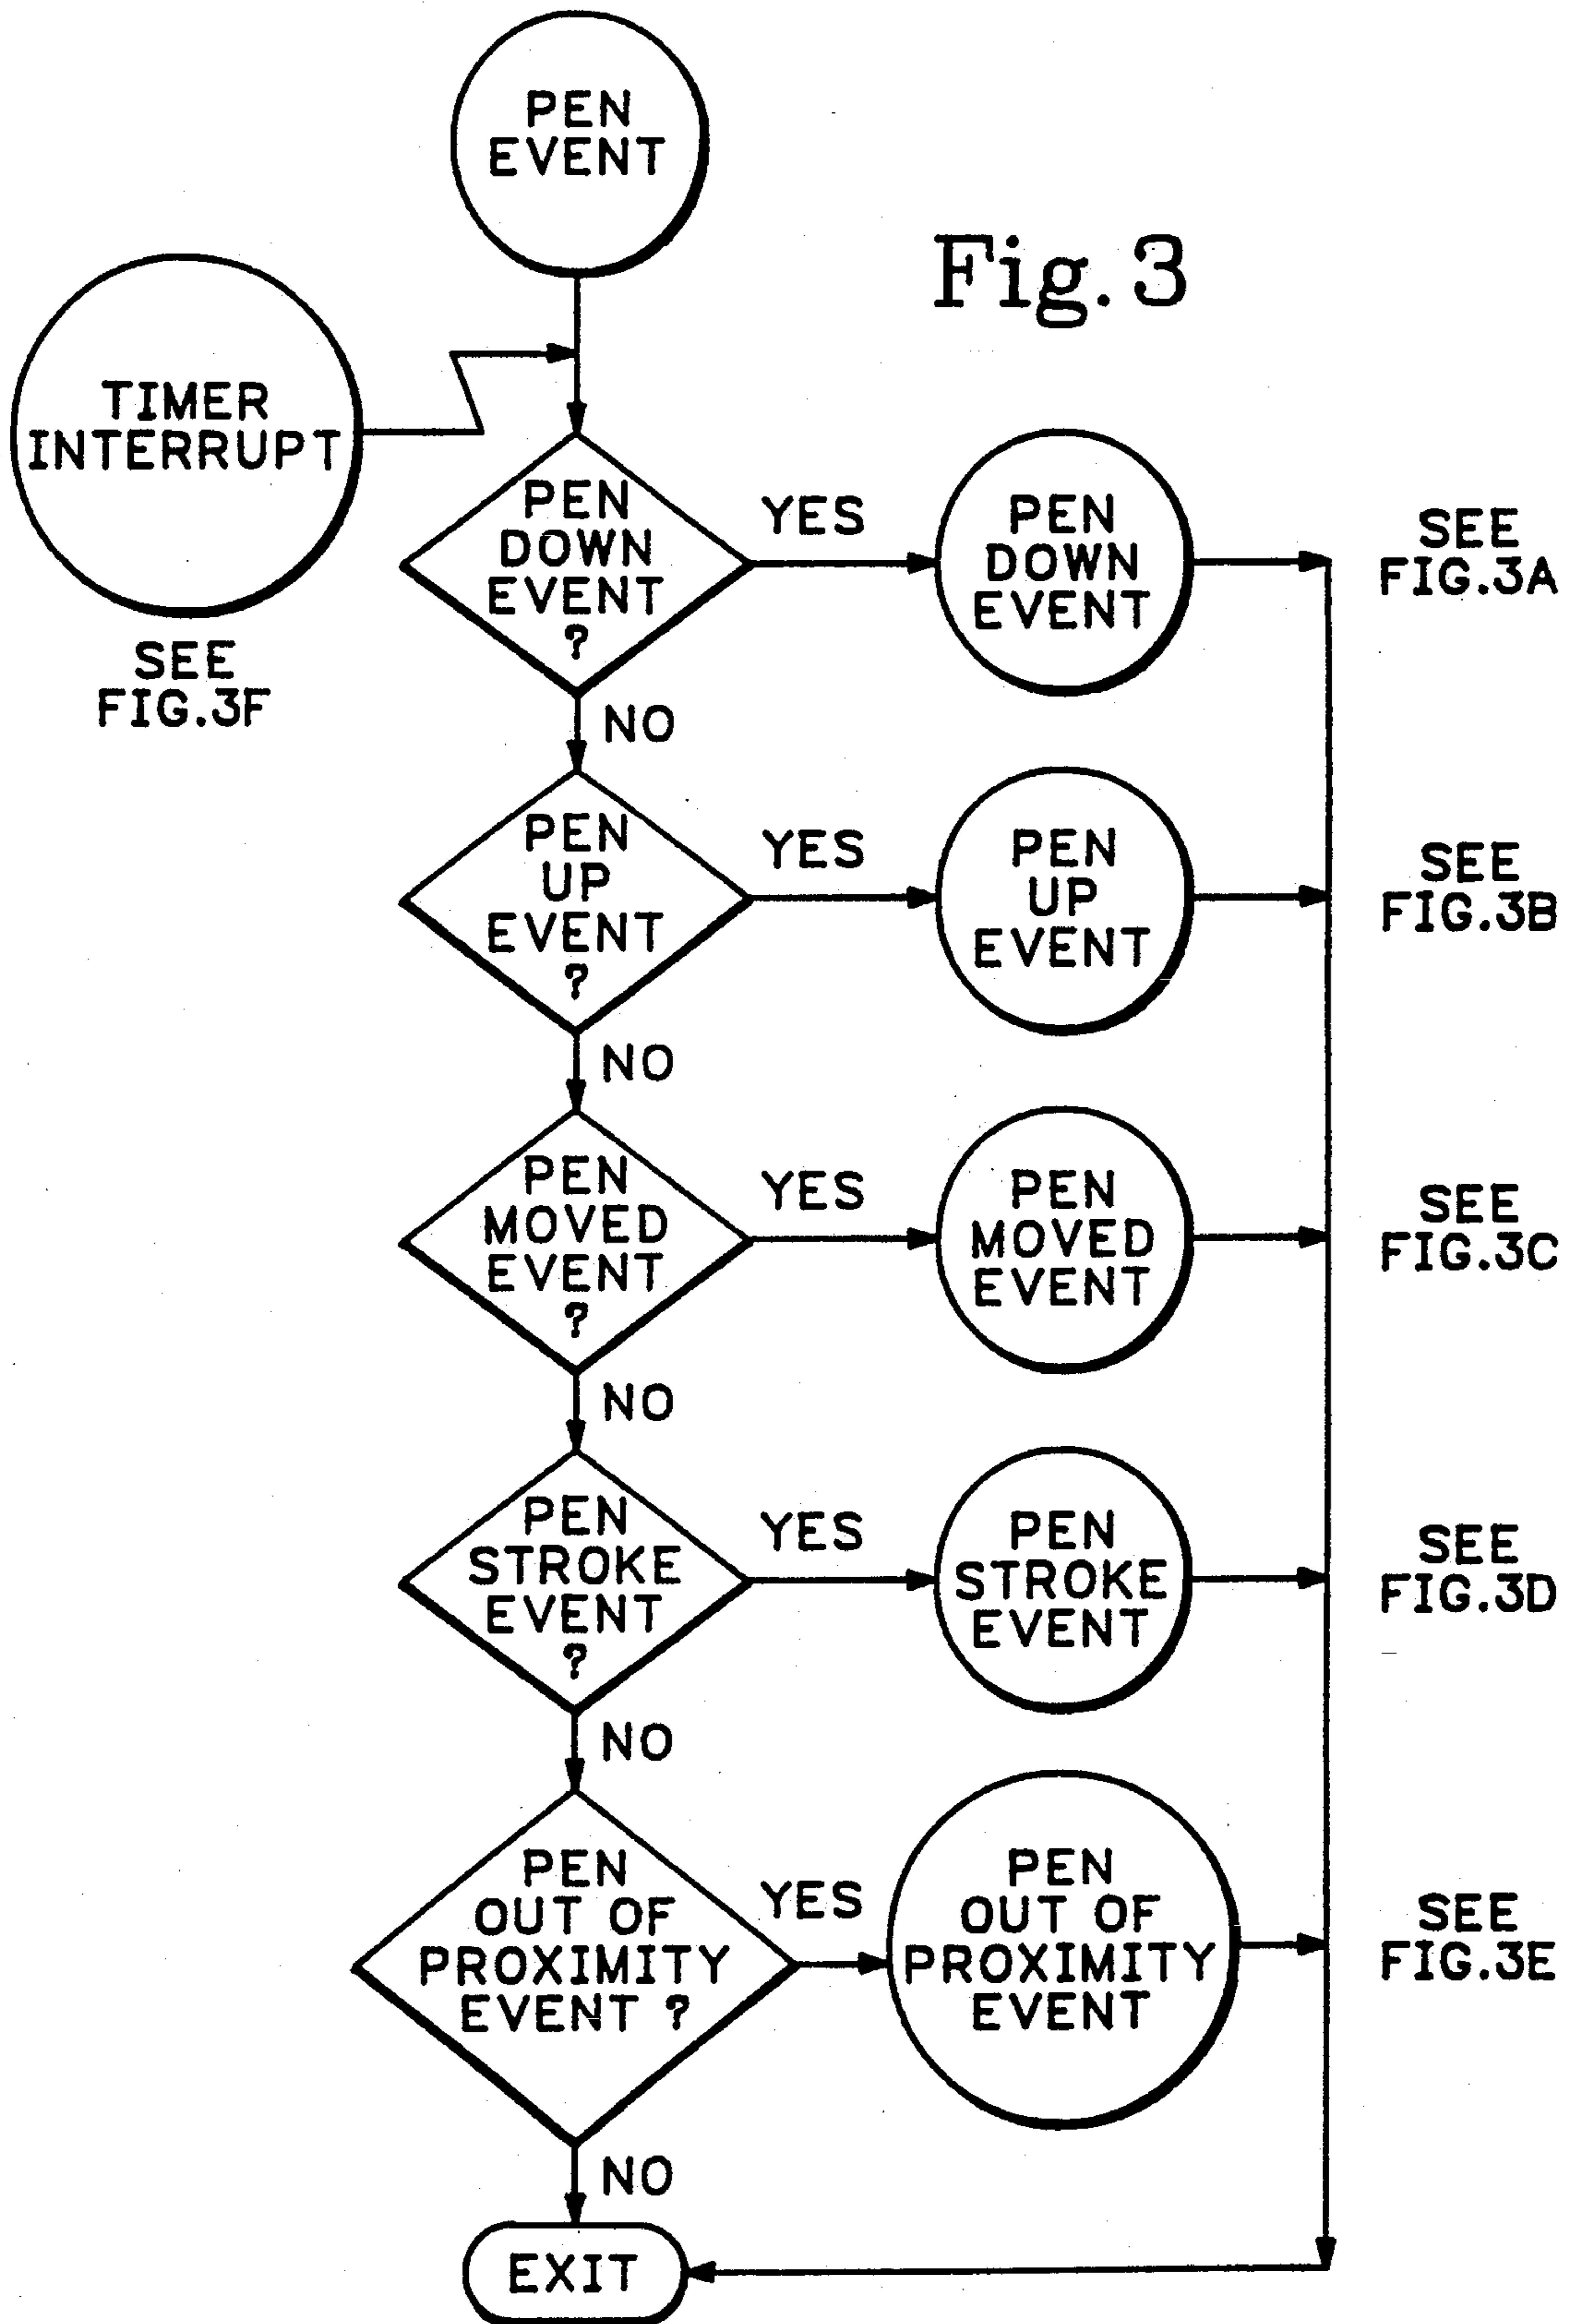 PEN
EVENT
Fig. 3
TIMER
INTERRUPT
SEE
FIG.3F
PEN
DOWN
EVENT
?
YES
PEN
DOWN
EVENT
SEE
FIG.3A
NO
PEN
UP
EVENT
?
YES
PEN
UP
EVENT
SEE
FIG.3B
NO
PEN
MOVED
EVENT
?
YES
PEN
MOVED
EVENT
SEE
FIG.3C
NO
PEN
STROKE
EVENT
?
YES
PEN
STROKE
EVENT
SEE
FIG.3D
NO
PEN
OUT OF
PROXIMITY
EVENT ?
YES
PEN
OUT OF
PROXIMITY
EVENT
SEE
FIG.3E
NO
EXIT